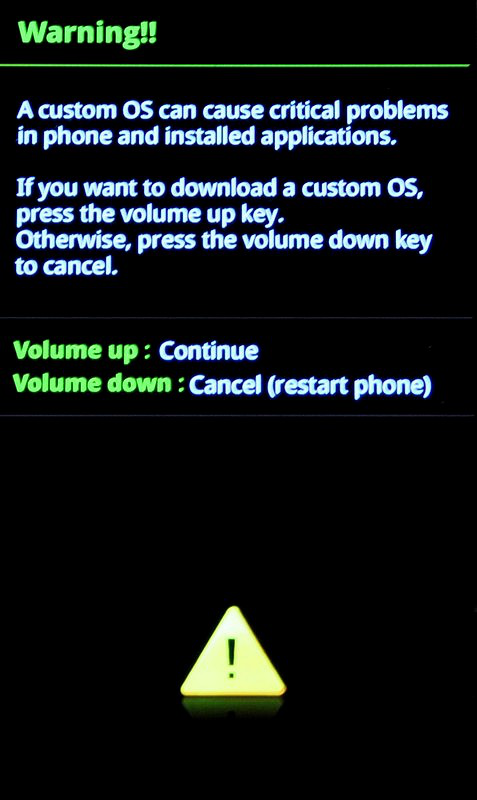 Warning!!
A custom OS can cause critical problems
in phone and installed applications.
If you want to download a custom OS,
press the volume up key.
Otherwise, press the volume down key
to cancel.
Volume up : Continue
Volume down : Cancel (restart phone)
!